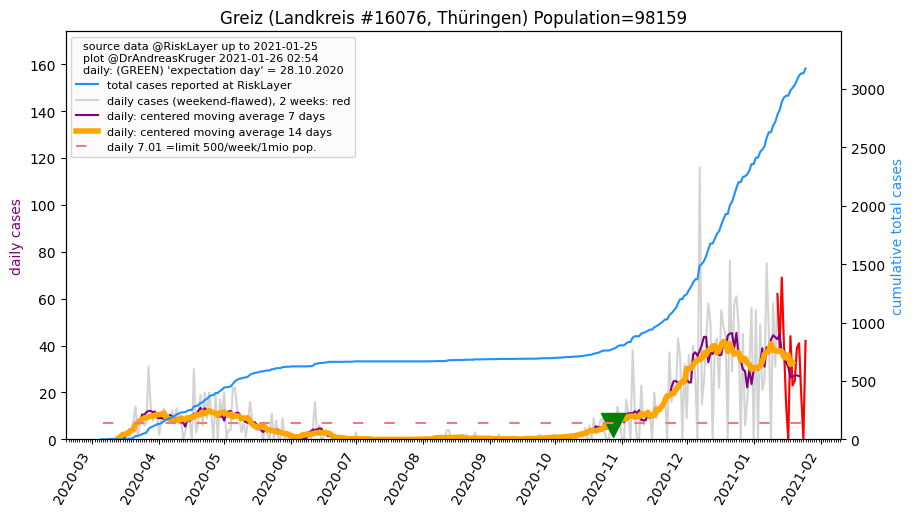 Greiz (Landkreis #16076, Thüringen) Population=98159
source data @RiskLayer up to 2021-01-25
plot @DrAndreasKruger 2021-01-26 02:54
daily: (GREEN) 'expectation day' = 28.10.2020
total cases reported at RiskLayer
daily cases (weekend-flawed), 2 weeks: red
daily: centered moving average 7 days
daily: centered moving average 14 days
daily 7.01 =limit 500/week/1mio pop.
daily cases
160
140
120
100
80
60
40
20
0
cumulative total cases
3000
2500
2000
1500
1000
500
0
2020-03
2020-04
2020-05
2020-06
2020-07
2020-08
2020-09
2020-10
2020-11
2020-12
2021-01
2021-02